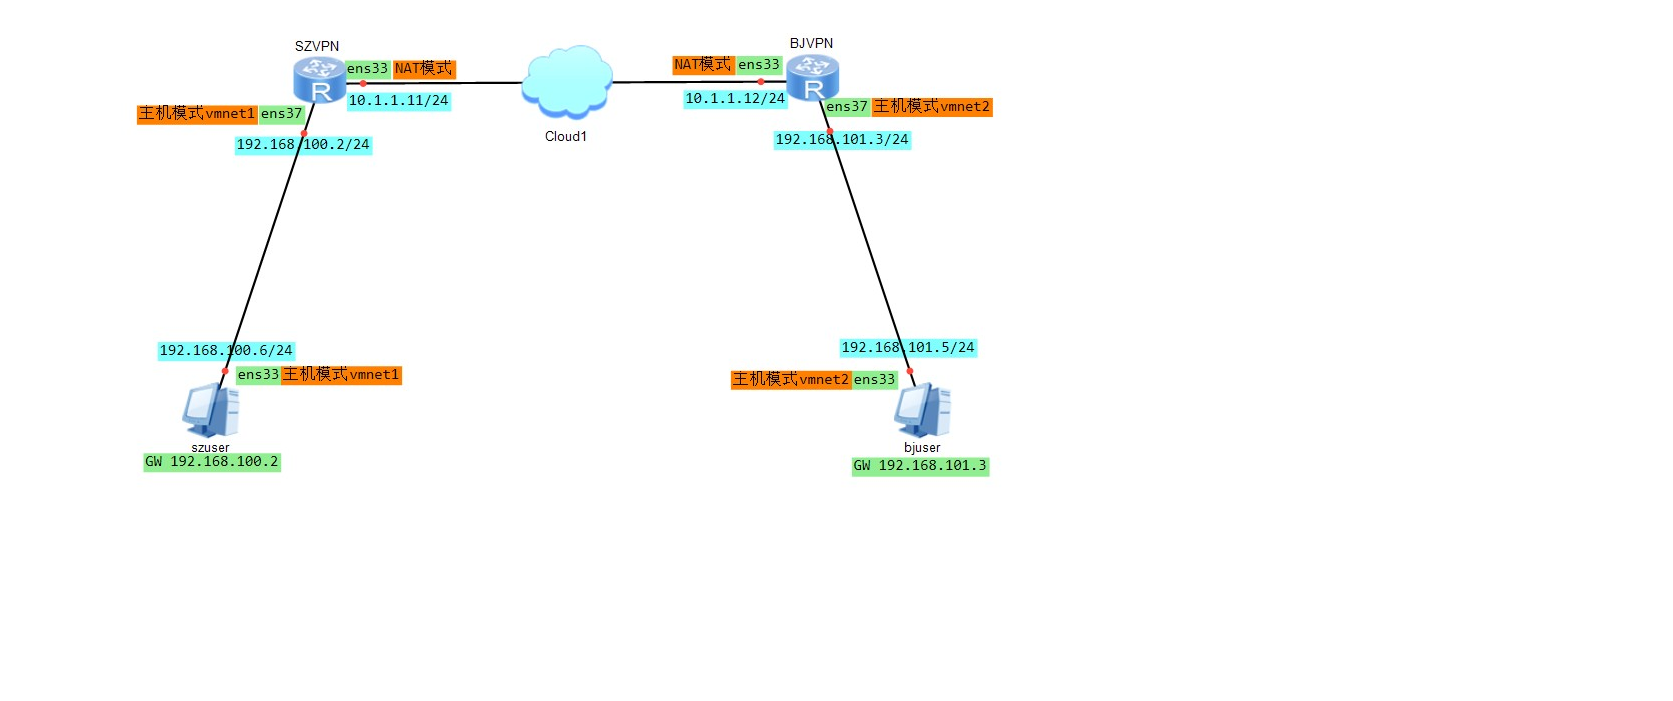 SZVPN
ens33 NAT模式
10.1.1.11/24
主机模式vmnet1 ens37
192.168.100.2/24
R
Cloud1
BJVPN
NAT模式 ens33
10.1.1.12/24
R
ens37 主机模式vmnet2
192.168.101.3/24
192.168.100.6/24
ens33 主机模式vmnet1
szuser
GW 192.168.100.2
192.168.101.5/24
主机模式vmnet2 ens33
bjuser
GW 192.168.101.3